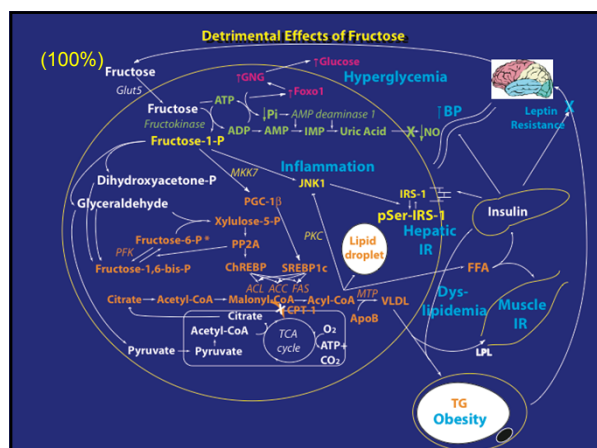 Detrimental Effects of Fructose
(100%)
Fructose
Glut5
↑Glucose
↑GNG
Hyperglycemia
↑Foxo1
Fructose
ATP
Fructokinase
↓Pi
AMP deaminase 1
ADP
AMP
IMP
Uric Acid
X
↓NO
↑BP
Leptin
Resistance
X
Fructose-1-P
Inflammation
MKK7
JNK1
IRS-1
pSer-IRS-1
Hepatic
IR
Insulin
Dihydroxyacetone-P
Glyceraldehyde
PGC-1β
Xylulose-5-P
Fructose-6-P *
PKC
PFK
PP2A
Lipid
droplet
Fructose-1,6-bis-P
ChREBP
SREBP1c
FFA
ACL ACC FAS
MTP
Citrate
Acetyl-CoA
Malonyl-CoA
Acyl-CoA
VLDL
Dys-
lipidemia
Muscle
IR
X
CPT-1
ApoB
Citrate
Acetyl-CoA
TCA
cycle
O2
ATP+
CO2
Pyruvate
Pyruvate
LPL
TG
Obesity